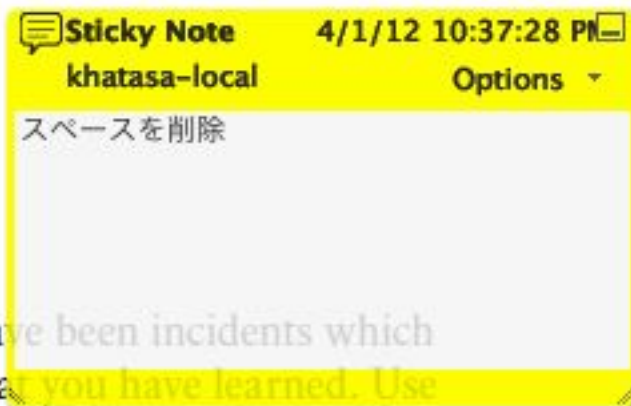 Sticky Note 4/1/12 10:37:28 PM
khatasa-local Options
スペースを削除
ve been incidents which
you have learned. Use